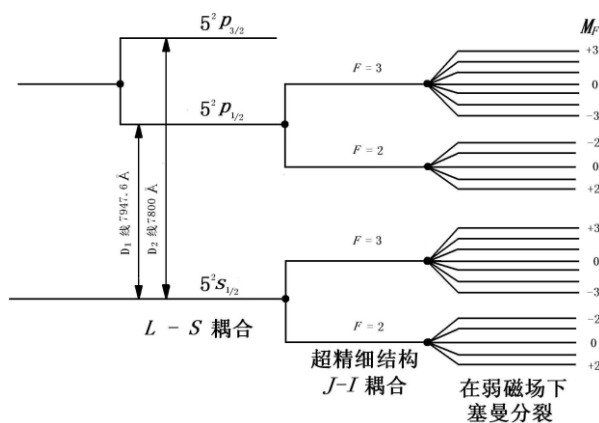 M_F
5²P₃/₂
+3
F = 3
0
5²P₁/₂
-3
-2
F = 2
0
+2
D₁ 线 7947.6 Å
D₂ 线 7800 Å
+3
F = 3
0
5²S₁/₂
-3
L - S 耦合
-2
F = 2
0
超精细结构
+2
J-I 耦合
在弱磁场下
塞曼分裂